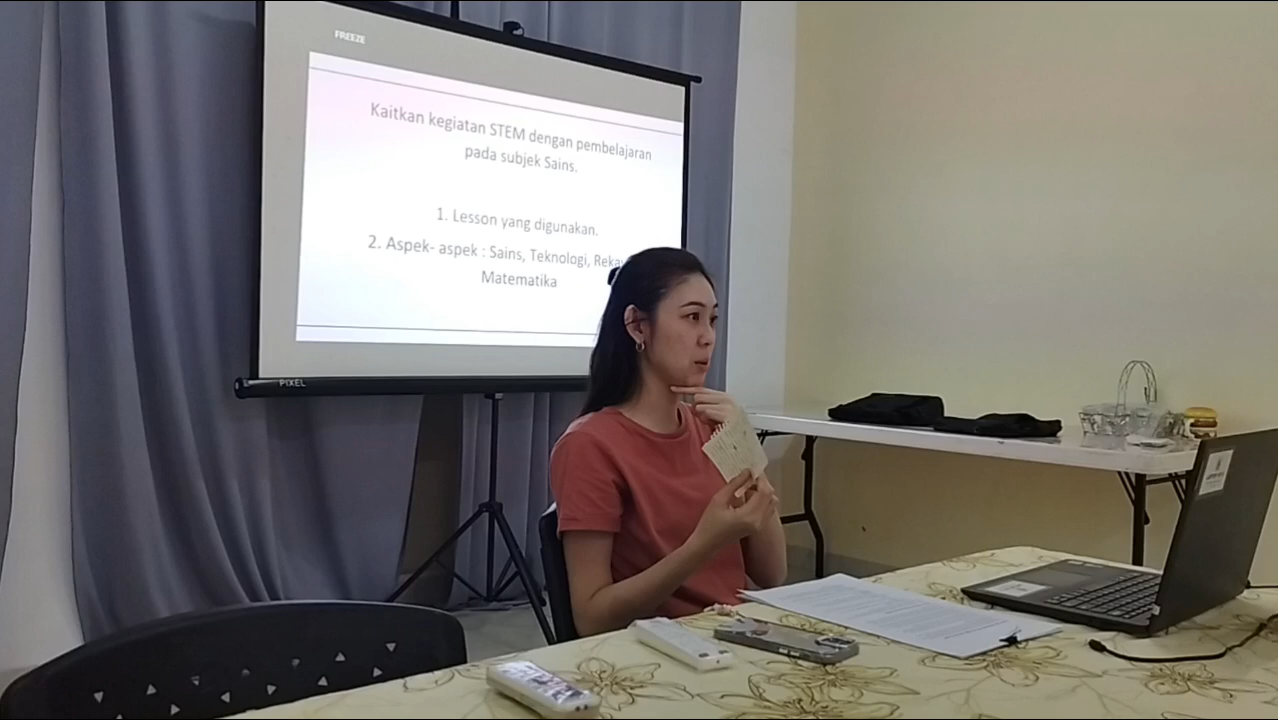 FREEZE
Kaitkan kegiatan STEM dengan pembelajaran
pada subjek Sains.
1. Lesson yang digunakan.
2. Aspek- aspek : Sains, Teknologi,
Matematika
PIXEL